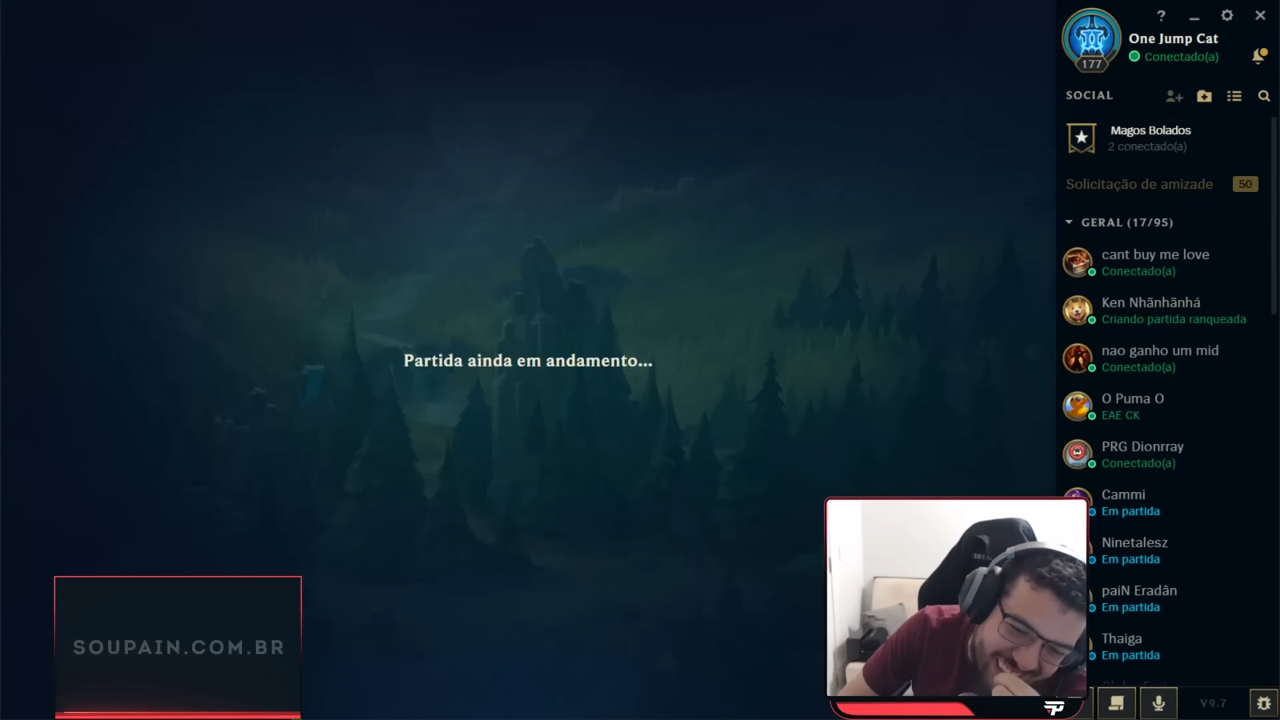 One Jump Cat
177
Conectado(a)
SOCIAL
Magos Bolados
2 conectado(a)
Solicitação de amizade 50
GERAL (17/95)
cant buy me love
Conectado(a)
Ken Nhãnhãnhá
Criando partida ranqueada
nao ganho um mid
Conectado(a)
O Puma O
EAE CK
PRG Dionrray
Conectado(a)
Cammi
Em partida
Ninetalesz
Em partida
paiN Eradân
Em partida
Thaiga
Em partida
V9.7
Partida ainda em andamento...
SOUPAIN.COM.BR